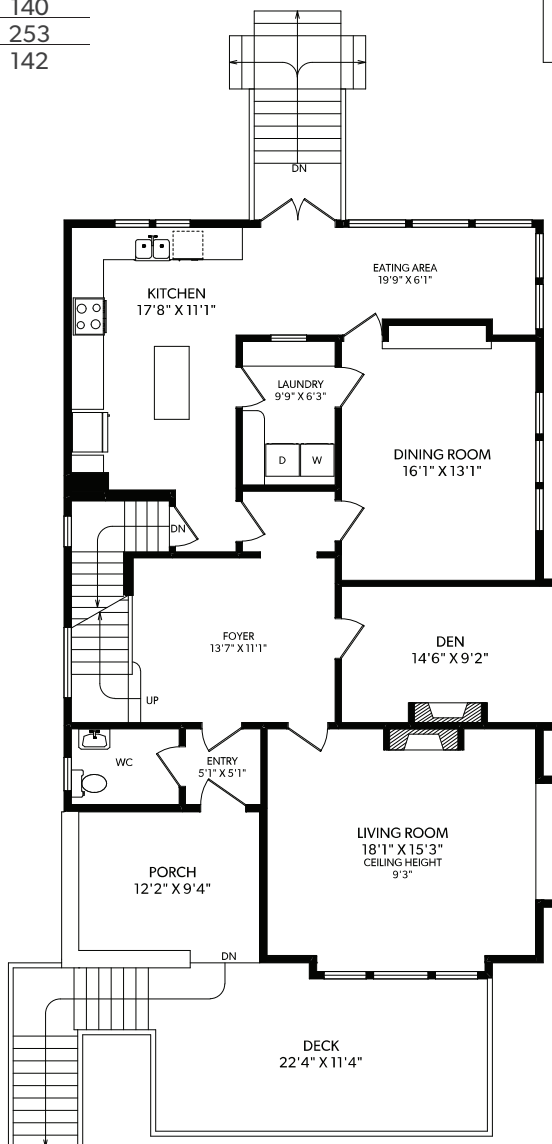 140
253
142
DN
EATING AREA
19'9" X 6'1"
KITCHEN
17'8" X 11'1"
LAUNDRY
9'9" X 6'3"
D W
DINING ROOM
16'1" X 13'1"
DN
FOYER
13'7" X 11'1"
DEN
14'6" X 9'2"
UP
WC
ENTRY
5'1" X 5'1"
LIVING ROOM
18'1" X 15'3"
CEILING HEIGHT
9'3"
PORCH
12'2" X 9'4"
DN
DECK
22'4" X 11'4"